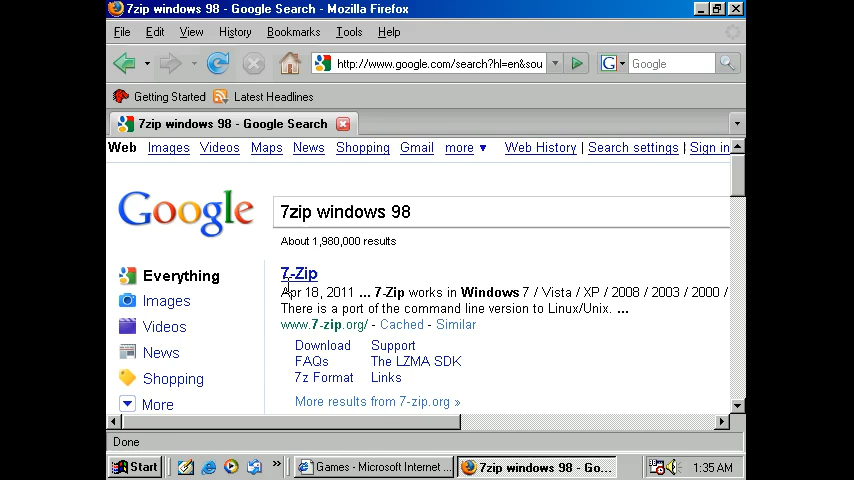 7zip windows 98 - Google Search - Mozilla Firefox
File Edit View History Bookmarks Tools Help
http://www.google.com/search?hl=en&sou
G Google
Getting Started Latest Headlines
7zip windows 98 - Google Search
Web Images Videos Maps News Shopping Gmail more ▼ Web History | Search settings | Sign in
Google
7zip windows 98
About 1,980,000 results
Everything
Images
Videos
News
Shopping
More
7-Zip
Apr 18, 2011 ... 7-Zip works in Windows 7 / Vista / XP / 2008 / 2003 / 2000 /
There is a port of the command line version to Linux/Unix. ...
www.7-zip.org/ - Cached - Similar
Download Support
FAQs The LZMA SDK
7z Format Links
More results from 7-zip.org »
Done
Start » Games - Microsoft Internet ... 7zip windows 98 - Go... 1:35 AM